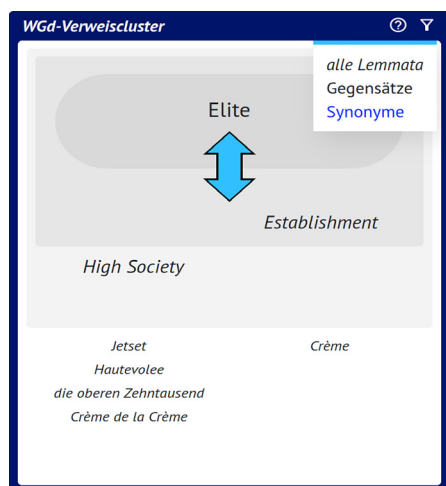 WGd-Verweiscluster
alle Lemmata
Gegensätze
Synonyme
Elite
Establishment
High Society
Jetset Crème
Hautevolee
die oberen Zehntausend
Crème de la Crème